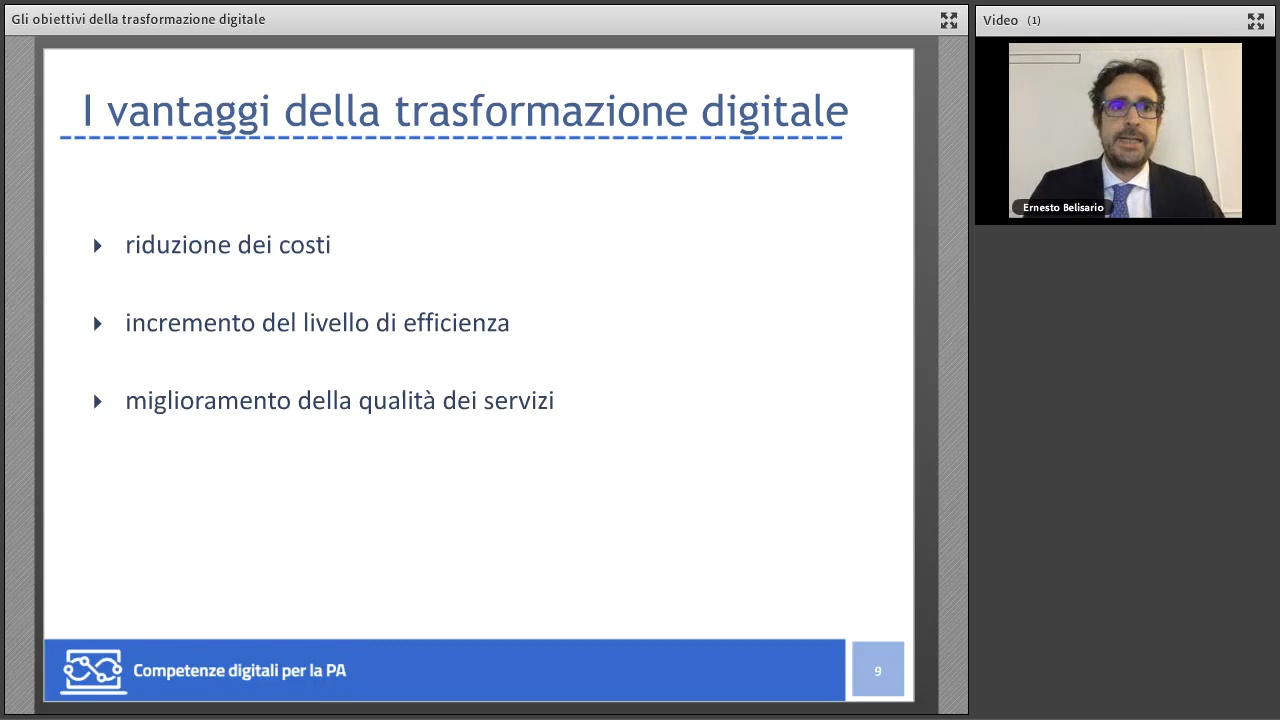 Gli obiettivi della trasformazione digitale
Video (1)
I vantaggi della trasformazione digitale
riduzione dei costi
incremento del livello di efficienza
miglioramento della qualità dei servizi
Ernesto Belisario
Competenze digitali per la PA
9